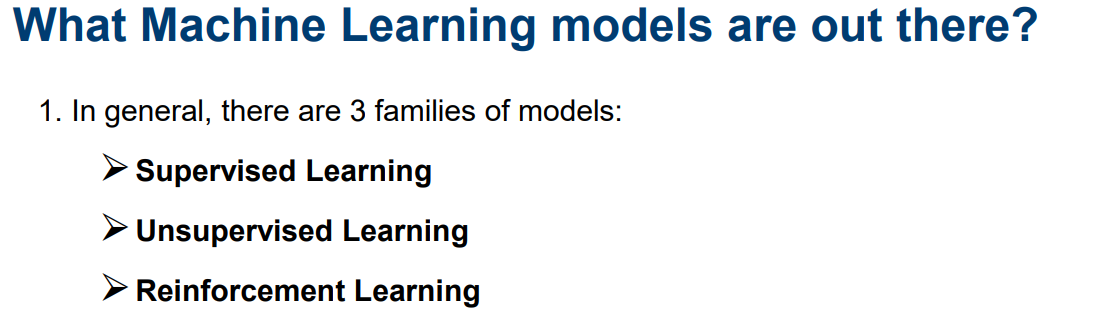 What Machine Learning models are out there?
1. In general, there are 3 families of models:
➢ Supervised Learning
➢ Unsupervised Learning
➢ Reinforcement Learning